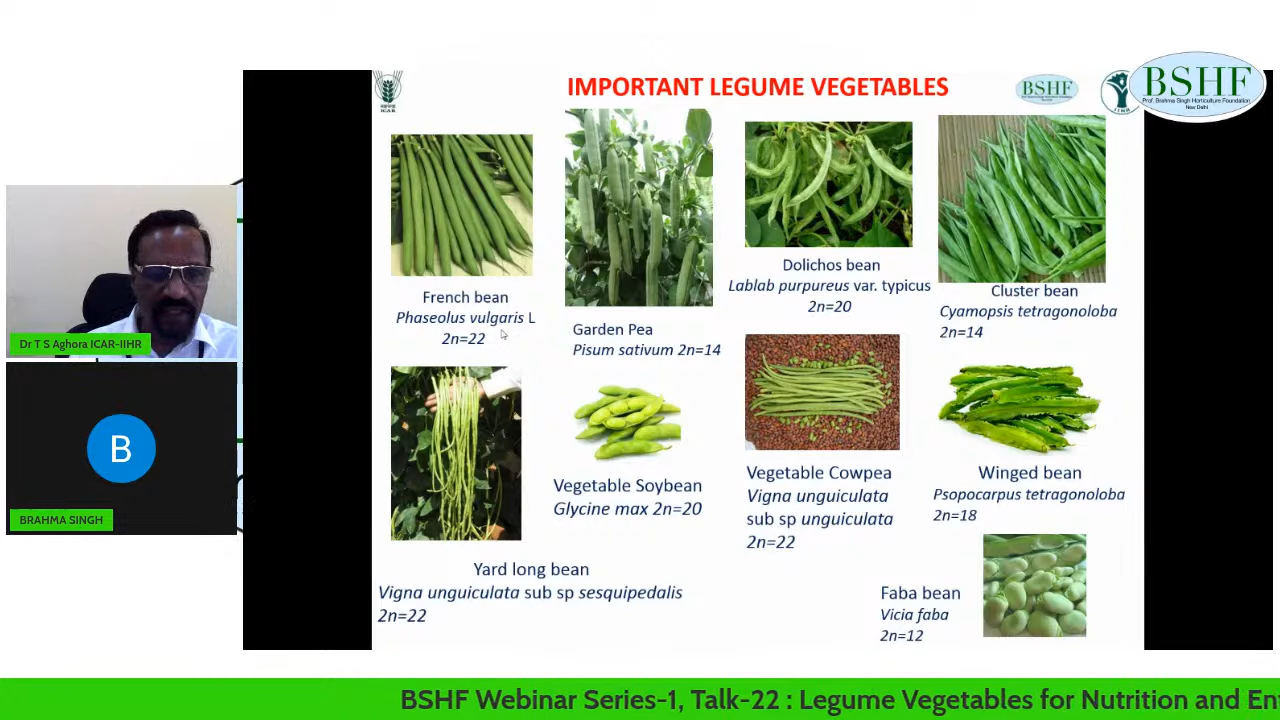 IMPORTANT LEGUME VEGETABLES
ICAR
BSHF
BSHF
Prof. Brahma Singh Horticulture Foundation
New Delhi
French bean
Phaseolus vulgaris L
2n=22
Garden Pea
Pisum sativum 2n=14
Dolichos bean
Lablab purpureus var. typicus
2n=20
Cluster bean
Cyamopsis tetragonoloba
2n=14
Yard long bean
Vigna unguiculata sub sp sesquipedalis
2n=22
Vegetable Soybean
Glycine max 2n=20
Vegetable Cowpea
Vigna unguiculata
sub sp unguiculata
2n=22
Winged bean
Psopocarpus tetragonoloba
2n=18
Faba bean
Vicia faba
2n=12
Dr T S Aghora ICAR-IIHR
B
BRAHMA SINGH
BSHF Webinar Series-1, Talk-22 : Legume Vegetables for Nutrition and En